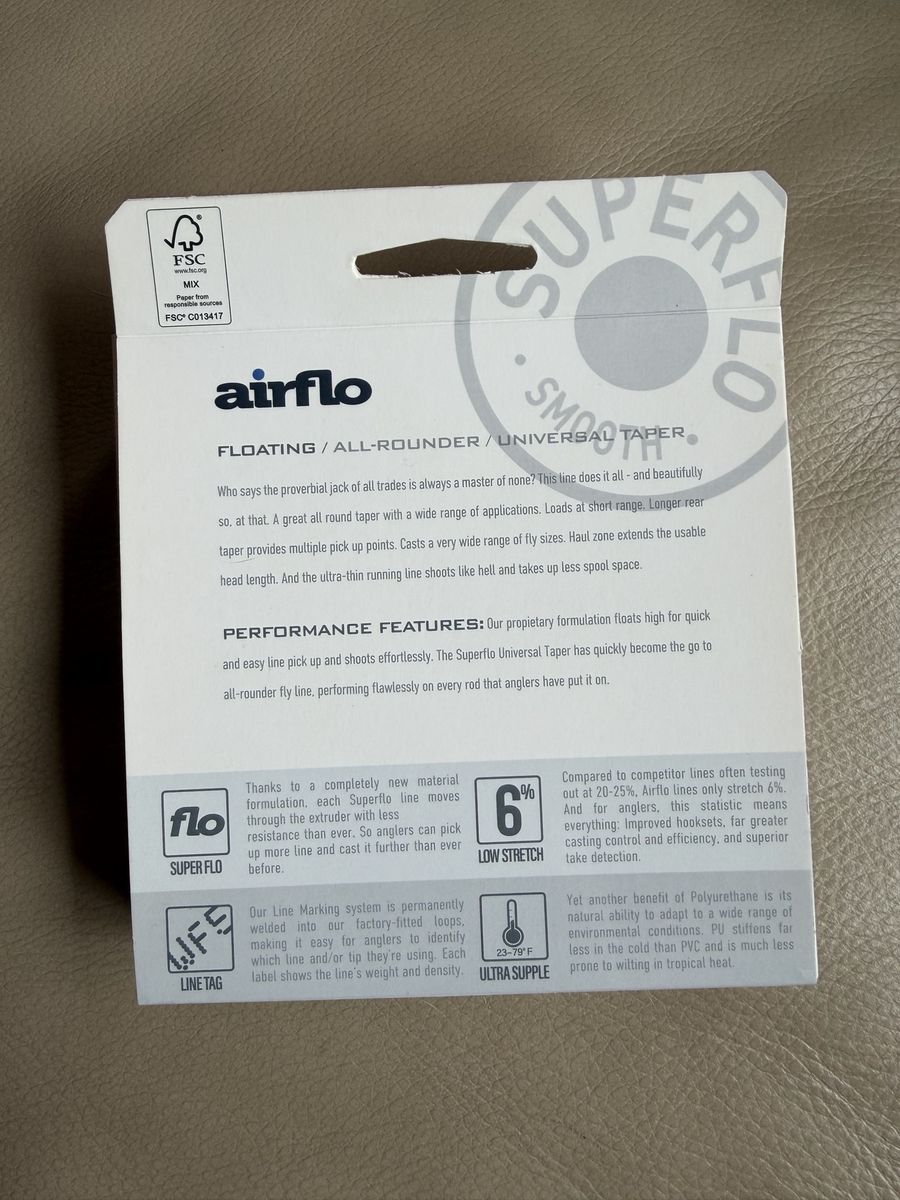 FSC®
www.fsc.org
MIX
Paper from
responsible sources
FSC® C013417
SUPERFLO
• SMOOTH •
airflo
FLOATING / ALL-ROUNDER / UNIVERSAL TAPER
Who says the proverbial jack of all trades is always a master of none? This line does it all - and beautifully
so, at that. A great all round taper with a wide range of applications. Loads at short range. Longer rear
taper provides multiple pick up points. Casts a very wide range of fly sizes. Haul zone extends the usable
head length. And the ultra-thin running line shoots like hell and takes up less spool space.
PERFORMANCE FEATURES: Our propietary formulation floats high for quick
and easy line pick up and shoots effortlessly. The Superflo Universal Taper has quickly become the go to
all-rounder fly line, performing flawlessly on every rod that anglers have put it on.
flo
SUPER FLO
Thanks to a completely new material
formulation, each Superflo line moves
through the extruder with less
resistance than ever. So anglers can pick
up more line and cast it further than ever
before.
6%
LOW STRETCH
Compared to competitor lines often testing
out at 20-25%, Airflo lines only stretch 6%.
And for anglers, this statistic means
everything: Improved hooksets, far greater
casting control and efficiency, and superior
take detection.
WF5
LINE TAG
Our Line Marking system is permanently
welded into our factory-fitted loops,
making it easy for anglers to identify
which line and/or tip they're using. Each
label shows the line's weight and density.
23-79°F
ULTRA SUPPLE
Yet another benefit of Polyurethane is its
natural ability to adapt to a wide range of
environmental conditions. PU stiffens far
less in the cold than PVC and is much less
prone to wilting in tropical heat.